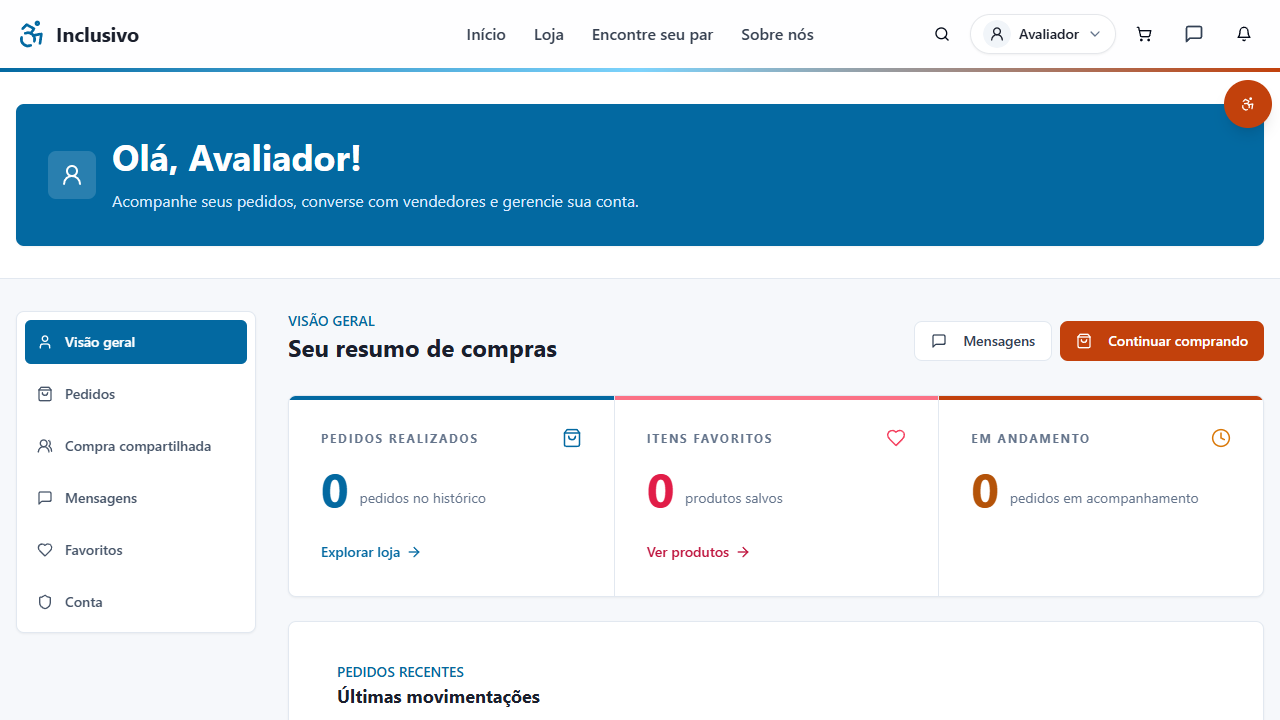 Inclusivo
Início
Loja
Encontre seu par
Sobre nós
Avaliador
Olá, Avaliador!
Acompanhe seus pedidos, converse com vendedores e gerencie sua conta.
Visão geral
Pedidos
Compra compartilhada
Mensagens
Favoritos
Conta
VISÃO GERAL
Seu resumo de compras
Mensagens
Continuar comprando
PEDIDOS REALIZADOS
0 pedidos no histórico
Explorar loja
ITENS FAVORITOS
0 produtos salvos
Ver produtos
EM ANDAMENTO
0 pedidos em acompanhamento
PEDIDOS RECENTES
Últimas movimentações